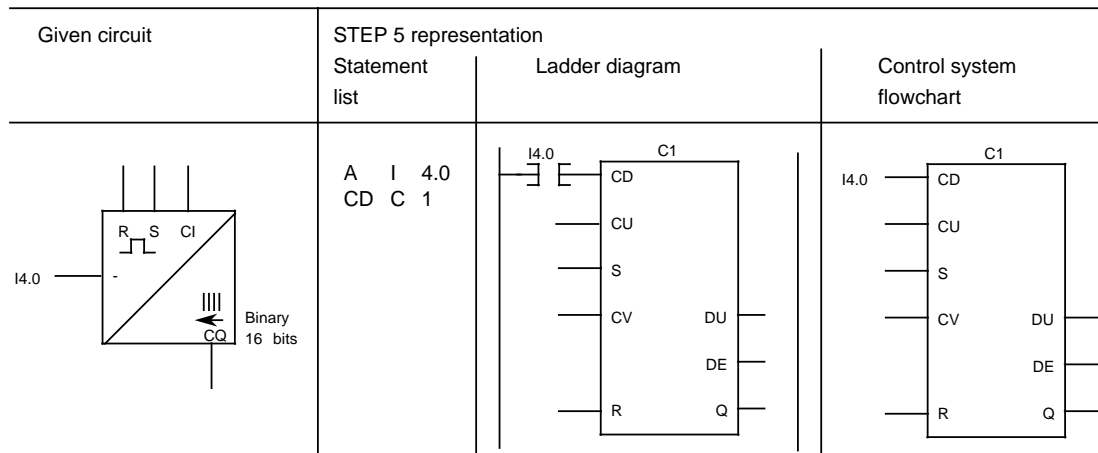 Given circuit
STEP 5 representation
Statement
list
Ladder diagram
Control system
flowchart
R S CI
I4.0
-
Binary
16 bits
CQ
A I 4.0
CD C 1
I4.0
C1
CD
CU
S
CV
DU
DE
R
Q
C1
I4.0
CD
CU
S
CV
DU
DE
R
Q